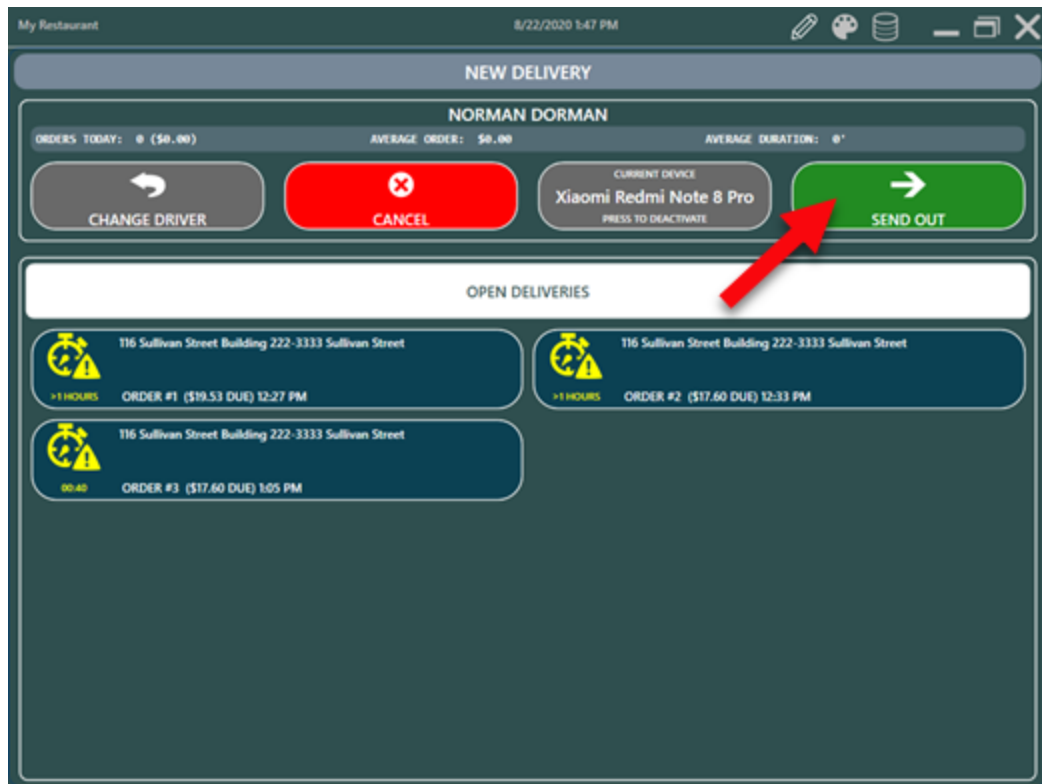 My Restaurant
8/22/2020 1:47 PM
NEW DELIVERY
NORMAN DORMAN
ORDERS TODAY: 0 ($0.00)
AVERAGE ORDER: $0.00
AVERAGE DURATION: 0'
CHANGE DRIVER
CANCEL
CURRENT DEVICE
Xiaomi Redmi Note 8 Pro
PRESS TO DEACTIVATE
SEND OUT
OPEN DELIVERIES
116 Sullivan Street Building 222-3333 Sullivan Street
>1 HOURS
ORDER #1 ($19.53 DUE) 12:27 PM
116 Sullivan Street Building 222-3333 Sullivan Street
>1 HOURS
ORDER #2 ($17.60 DUE) 12:33 PM
116 Sullivan Street Building 222-3333 Sullivan Street
00:40
ORDER #3 ($17.60 DUE) 1:05 PM